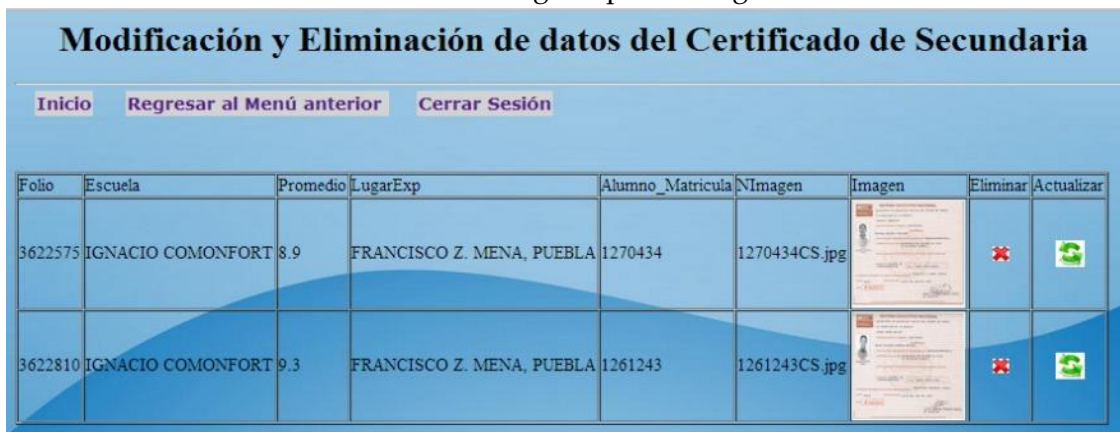 Modificación y Eliminación de datos del Certificado de Secundaria
Inicio Regresar al Menú anterior Cerrar Sesión
Folio Escuela Promedio LugarExp Alumno_Matricula NImagen Imagen Eliminar Actualizar
3622575 IGNACIO COMONFORT 8.9 FRANCISCO Z. MENA, PUEBLA 1270434 1270434CS.jpg
3622810 IGNACIO COMONFORT 9.3 FRANCISCO Z. MENA, PUEBLA 1261243 1261243CS.jpg